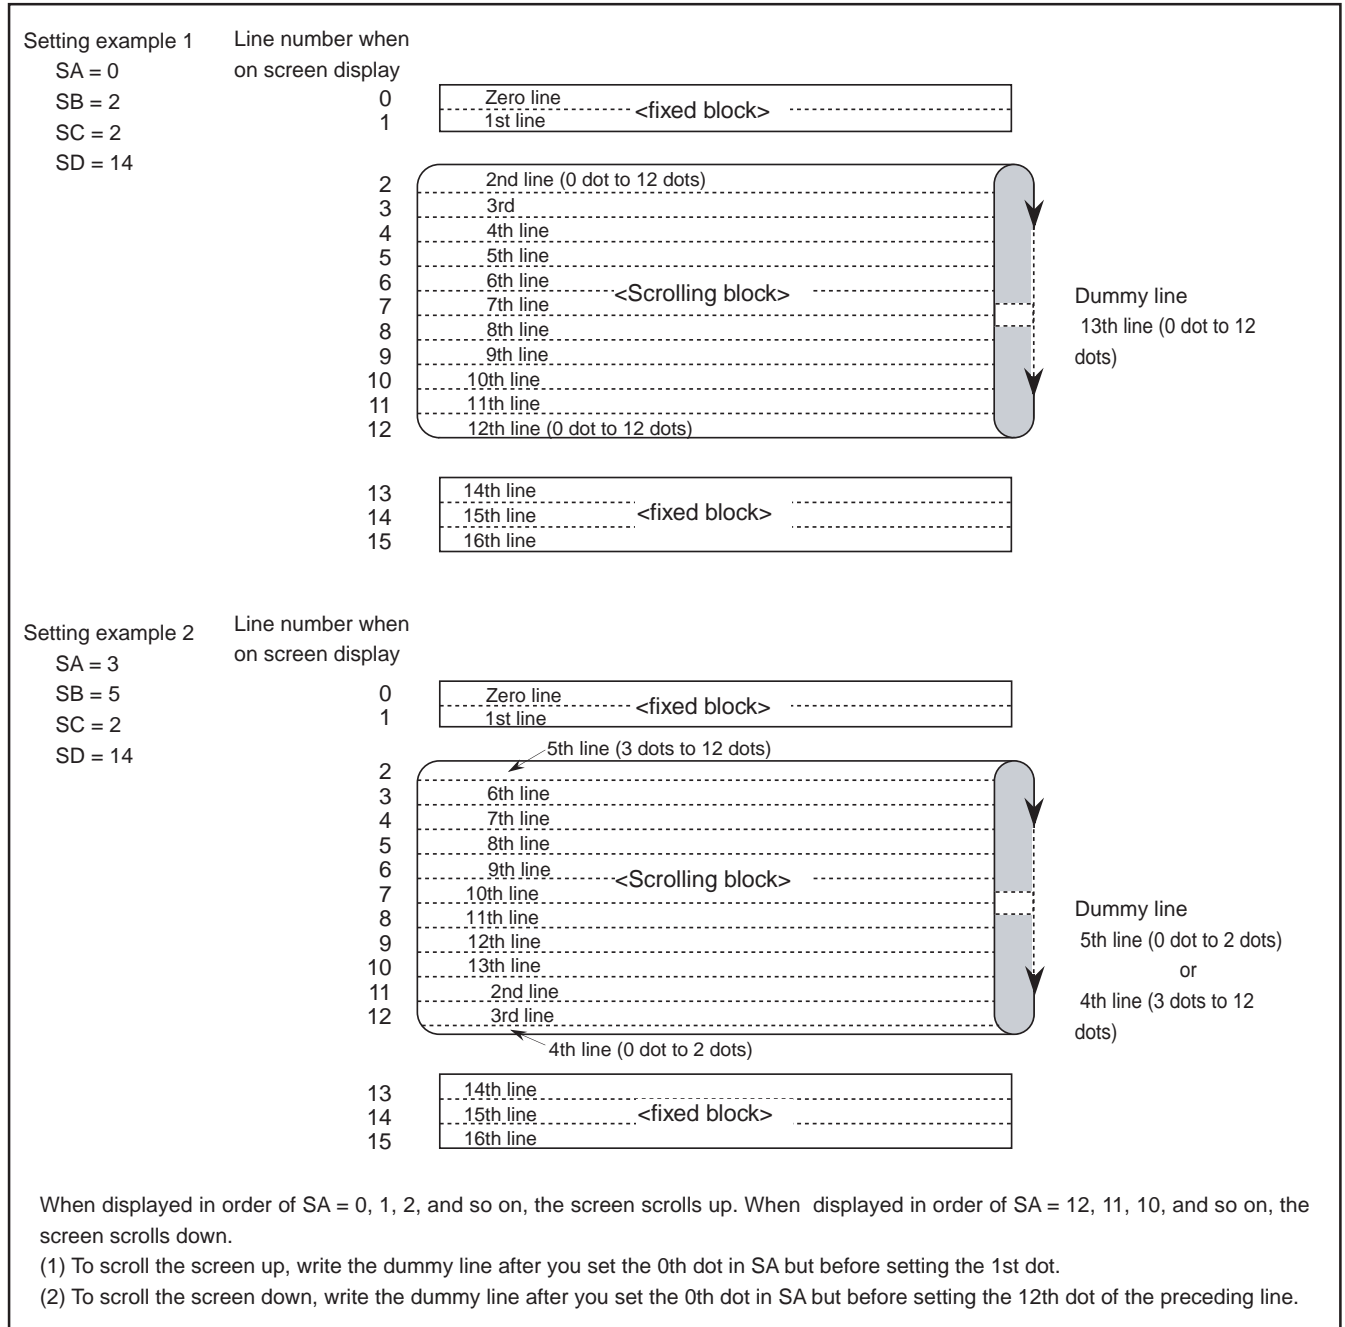 Setting example 1
SA = 0
SB = 2
SC = 2
SD = 14
Line number when
on screen display
0 Zero line
<fixed block>
1 1st line
2 2nd line (0 dot to 12 dots)
3 3rd
4 4th line
5 5th line
6 6th line
<Scrolling block>
7 7th line
8 8th line
9 9th line
10 10th line
11 11th line
12 12th line (0 dot to 12 dots)
Dummy line
13th line (0 dot to 12
dots)
13 14th line
14 15th line <fixed block>
15 16th line
Setting example 2
SA = 3
SB = 5
SC = 2
SD = 14
Line number when
on screen display
0 Zero line
<fixed block>
1 1st line
5th line (3 dots to 12 dots)
2
3 6th line
4 7th line
5 8th line
6 9th line
<Scrolling block>
7 10th line
8 11th line
9 12th line
10 13th line
11 2nd line
12 3rd line
4th line (0 dot to 2 dots)
Dummy line
5th line (0 dot to 2 dots)
or
4th line (3 dots to 12
dots)
13 14th line
14 15th line <fixed block>
15 16th line
When displayed in order of SA = 0, 1, 2, and so on, the screen scrolls up. When displayed in order of SA = 12, 11, 10, and so on, the
screen scrolls down.
(1) To scroll the screen up, write the dummy line after you set the 0th dot in SA but before setting the 1st dot.
(2) To scroll the screen down, write the dummy line after you set the 0th dot in SA but before setting the 12th dot of the preceding line.